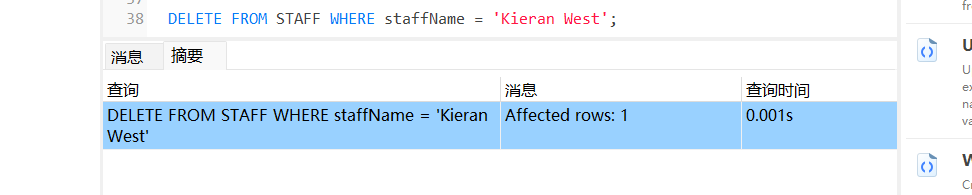 fr
37
38 DELETE FROM STAFF WHERE staffName = 'Kieran West';
消息 摘要
U
U
ex
na
va
查询 消息 查询时间
DELETE FROM STAFF WHERE staffName = 'Kieran West' Affected rows: 1 0.001s
W
Cu